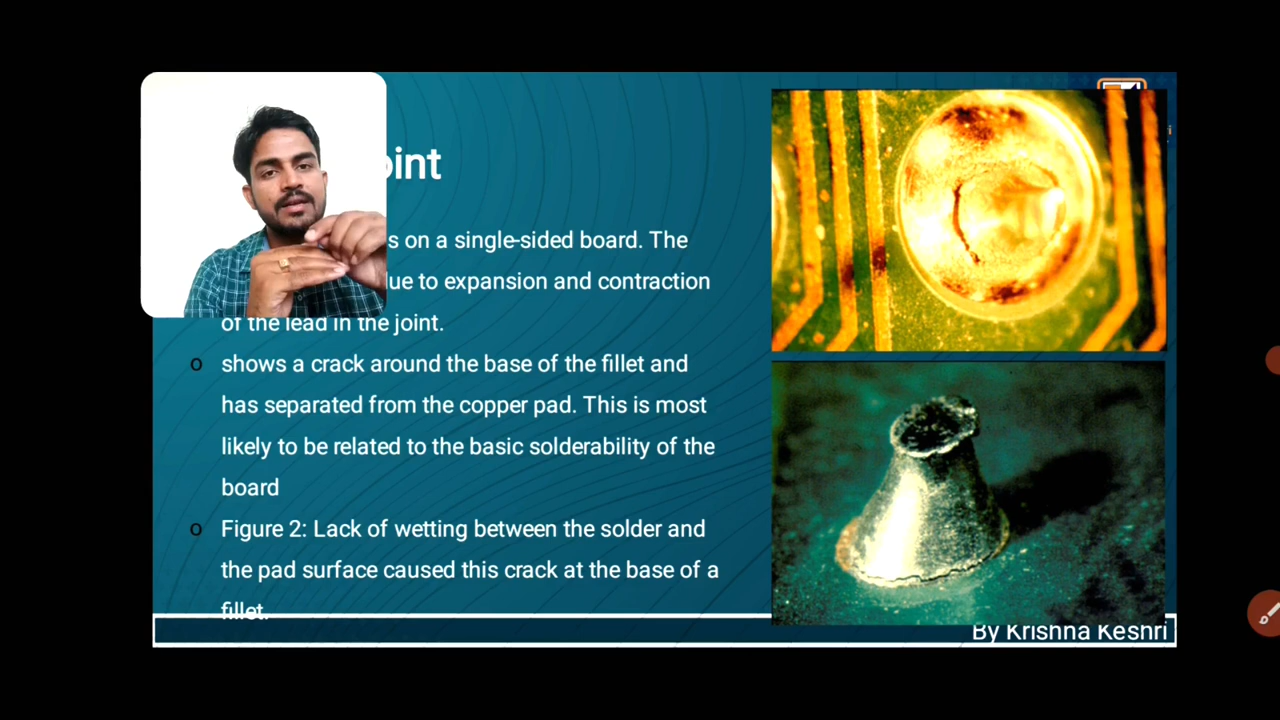 oint
s on a single-sided board. The
ue to expansion and contraction
of the lead in the joint.
o shows a crack around the base of the fillet and
has separated from the copper pad. This is most
likely to be related to the basic solderability of the
board
o Figure 2: Lack of wetting between the solder and
the pad surface caused this crack at the base of a
fillet.
By Krishna Keshri